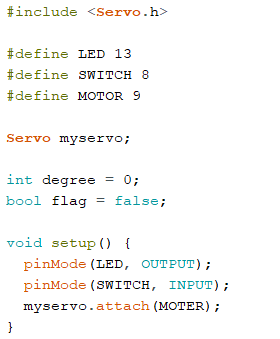 #include <Servo.h>
#define LED 13
#define SWITCH 8
#define MOTOR 9
Servo myservo;
int degree = 0;
bool flag = false;
void setup() {
pinMode(LED, OUTPUT);
pinMode(SWITCH, INPUT);
myservo.attach(MOTER);
}